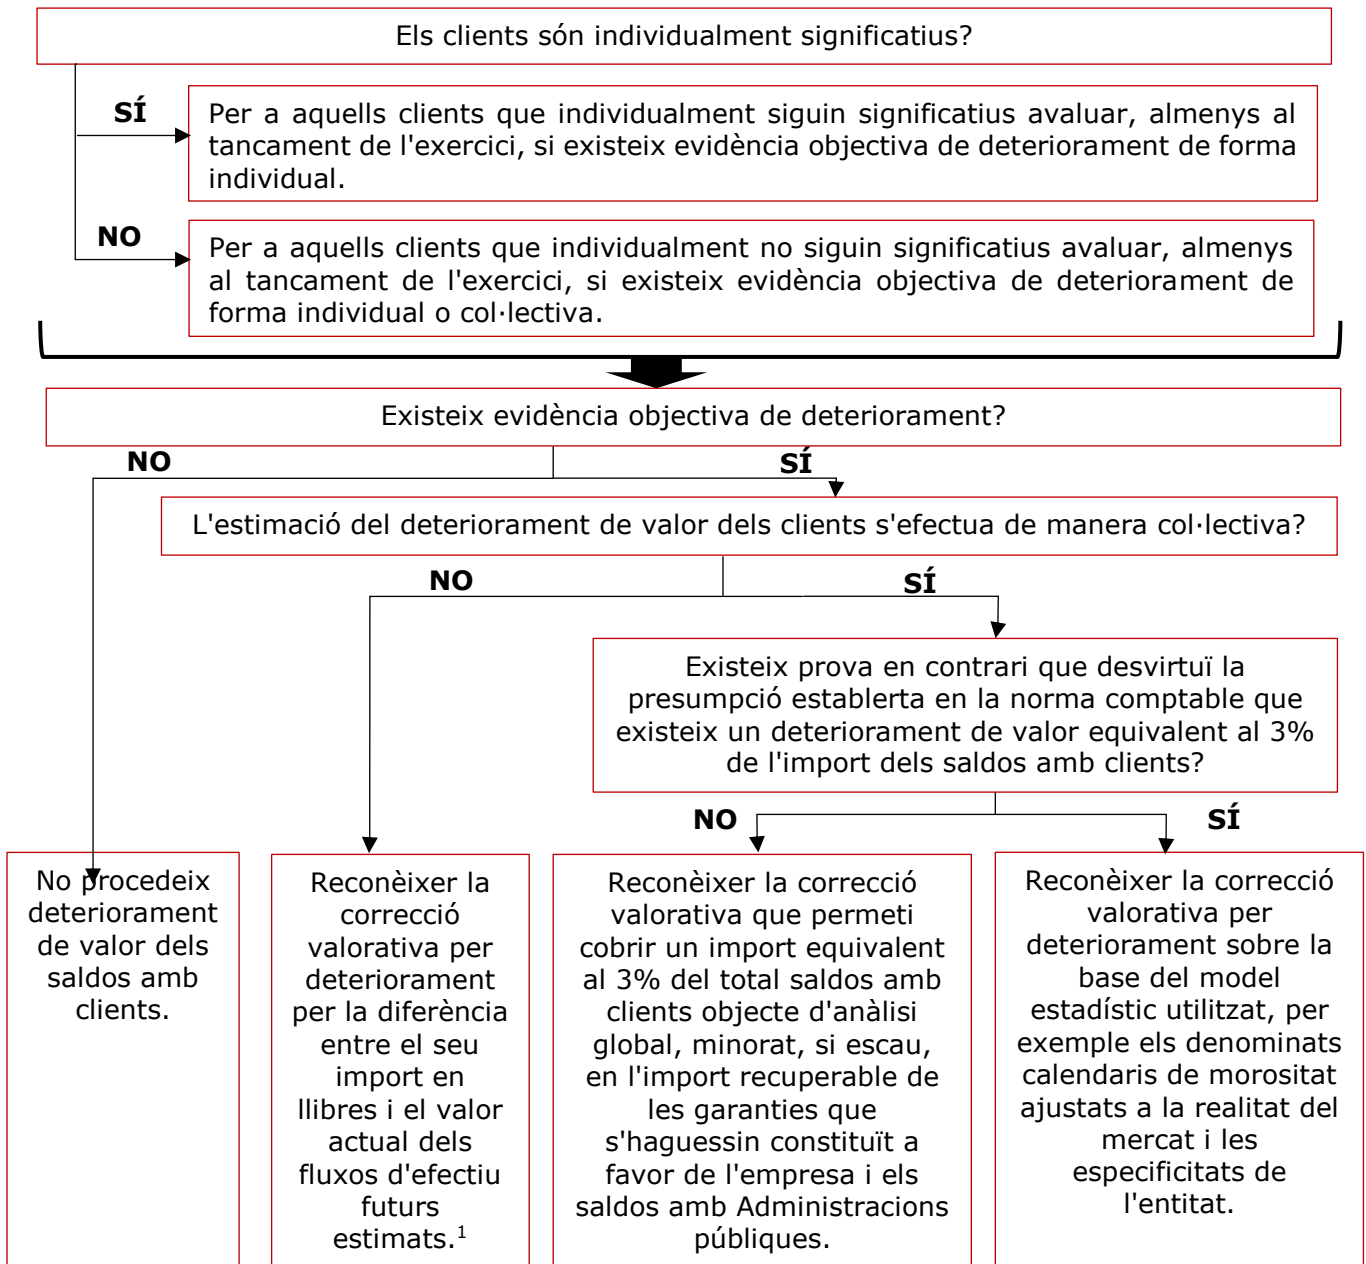 Els clients són individualment significatius?
SÍ
Per a aquells clients que individualment siguin significatius avaluar, almenys al
tancament de l'exercici, si existeix evidència objectiva de deteriorament de forma
individual.
NO
Per a aquells clients que individualment no siguin significatius avaluar, almenys
al tancament de l'exercici, si existeix evidència objectiva de deteriorament de
forma individual o col·lectiva.
Existeix evidència objectiva de deteriorament?
NO
SÍ
L'estimació del deteriorament de valor dels clients s'efectua de manera col·lectiva?
NO
SÍ
Existeix prova en contrari que desvirtuï la
presumpció establerta en la norma comptable que
existeix un deteriorament de valor equivalent al 3%
de l'import dels saldos amb clients?
NO
SÍ
No procedeix
deteriorament
de valor dels
saldos amb
clients.
Reconèixer la
correcció
valorativa per
deteriorament
per la diferència
entre el seu
import en
llibres i el valor
actual dels
fluxos d'efectiu
futurs
estimats.¹
Reconèixer la correcció
valorativa que permeti
cobrir un import equivalent
al 3% del total saldos amb
clients objecte d'anàlisi
global, minorat, si escau,
en l'import recuperable de
les garanties que
s'haguessin constituït a
favor de l'empresa i els
saldos amb Administracions
públiques.
Reconèixer la correcció
valorativa per
deteriorament sobre la
base del model
estadístic utilitzat, per
exemple els denominats
calendaris de morositat
ajustats a la realitat del
mercat i les
especificitats de
l'entitat.